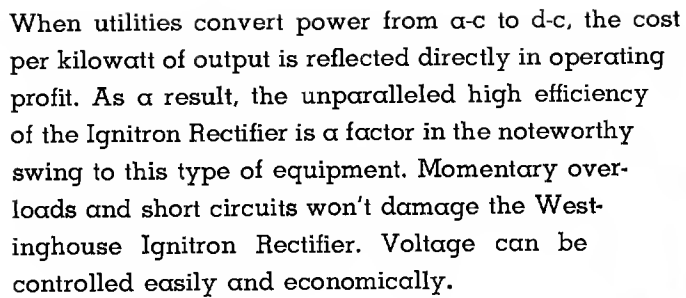 When utilities convert power from a-c to d-c, the cost
per kilowatt of output is reflected directly in operating
profit. As a result, the unparalleled high efficiency
of the Ignitron Rectifier is a factor in the noteworthy
swing to this type of equipment. Momentary over-
loads and short circuits won't damage the West-
inghouse Ignitron Rectifier. Voltage can be
controlled easily and economically.